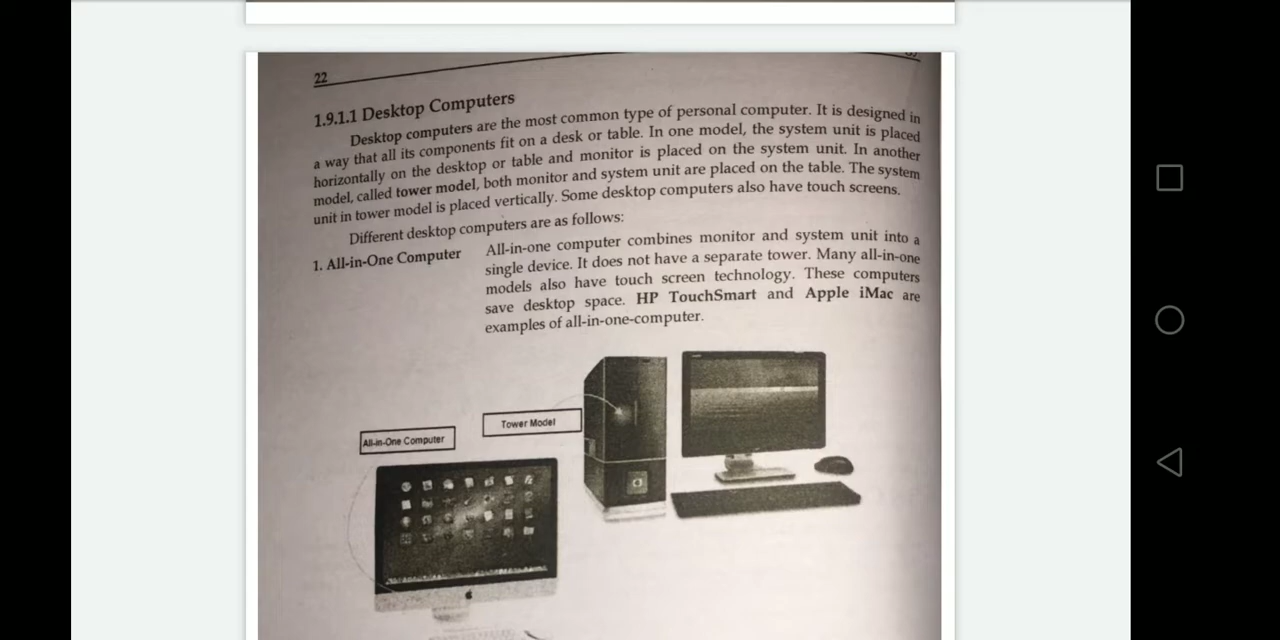 22
1.9.1.1 Desktop Computers
Desktop computers are the most common type of personal computer. It is designed in
a way that all its components fit on a desk or table. In one model, the system unit is placed
horizontally on the desktop or table and monitor is placed on the system unit. In another
model, called tower model, both monitor and system unit are placed on the table. The system
unit in tower model is placed vertically. Some desktop computers also have touch screens.
Different desktop computers are as follows:
1. All-in-One Computer
All-in-one computer combines monitor and system unit into a
single device. It does not have a separate tower. Many all-in-one
models also have touch screen technology. These computers
save desktop space. HP TouchSmart and Apple iMac are
examples of all-in-one-computer.
Tower Model
All-in-One Computer